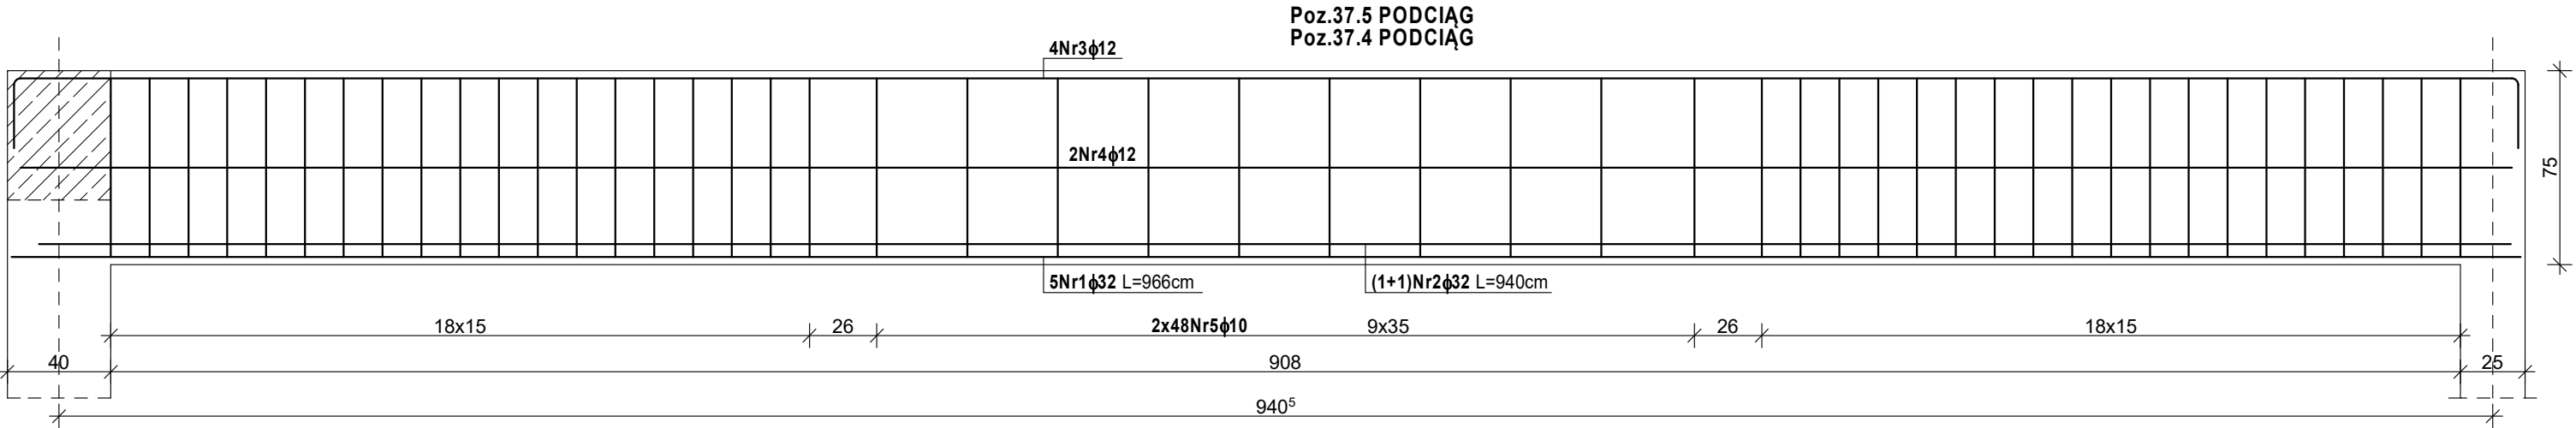 Poz.37.5 PODCIĄG
Poz.37.4 PODCIĄG
4Nr3ϕ12
2Nr4ϕ12
75
5Nr1ϕ32 L=966cm
(1+1)Nr2ϕ32 L=940cm
18x15
26
2x48Nr5ϕ10
9x35
26
18x15
40
908
25
940⁵